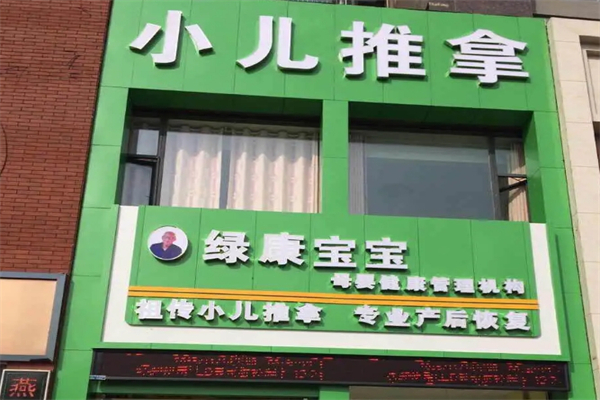 小儿推拿
绿康宝宝
母婴健康管理机构
祖传小儿推拿 专业产后恢复
燕